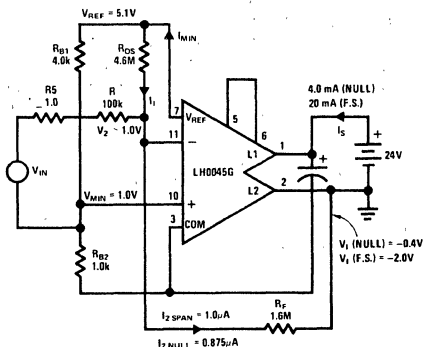 V_REF = 5.1V
R_B1
4.0k
R_OS
4.6M
I_MIN
R5
1.0
R
100k
I_1
V_2 ~ 1.0V
V_IN
V_MIN = 1.0V
7
V_REF
5
6
11
−
LH0045G
L1
1
L2
2
10
+
3
COM
4.0 mA (NULL)
20 mA (F.S.)
I_S
+
24V
+
V_I (NULL) = −0.4V
V_I (F.S.) = −2.0V
R_B2
1.0k
I_2 SPAN = 1.0μA
I_2 NULL = 0.875μA
R_F
1.6M